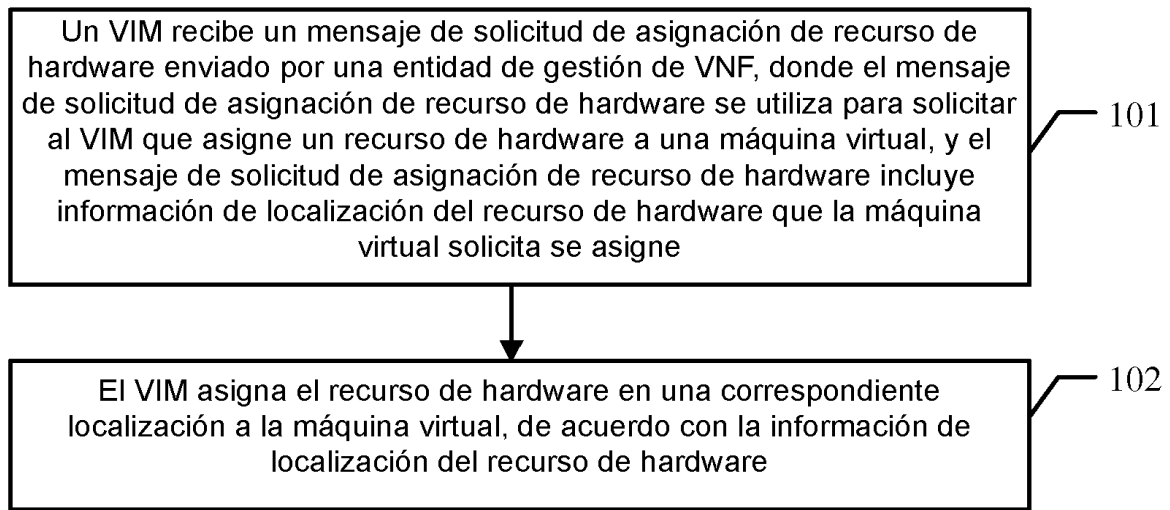 Un VIM recibe un mensaje de solicitud de asignación de recurso de
hardware enviado por una entidad de gestión de VNF, donde el mensaje
de solicitud de asignación de recurso de hardware se utiliza para solicitar
al VIM que asigne un recurso de hardware a una máquina virtual, y el
mensaje de solicitud de asignación de recurso de hardware incluye
información de localización del recurso de hardware que la máquina
virtual solicita se asigne
101
El VIM asigna el recurso de hardware en una correspondiente
localización a la máquina virtual, de acuerdo con la información de
localización del recurso de hardware
102